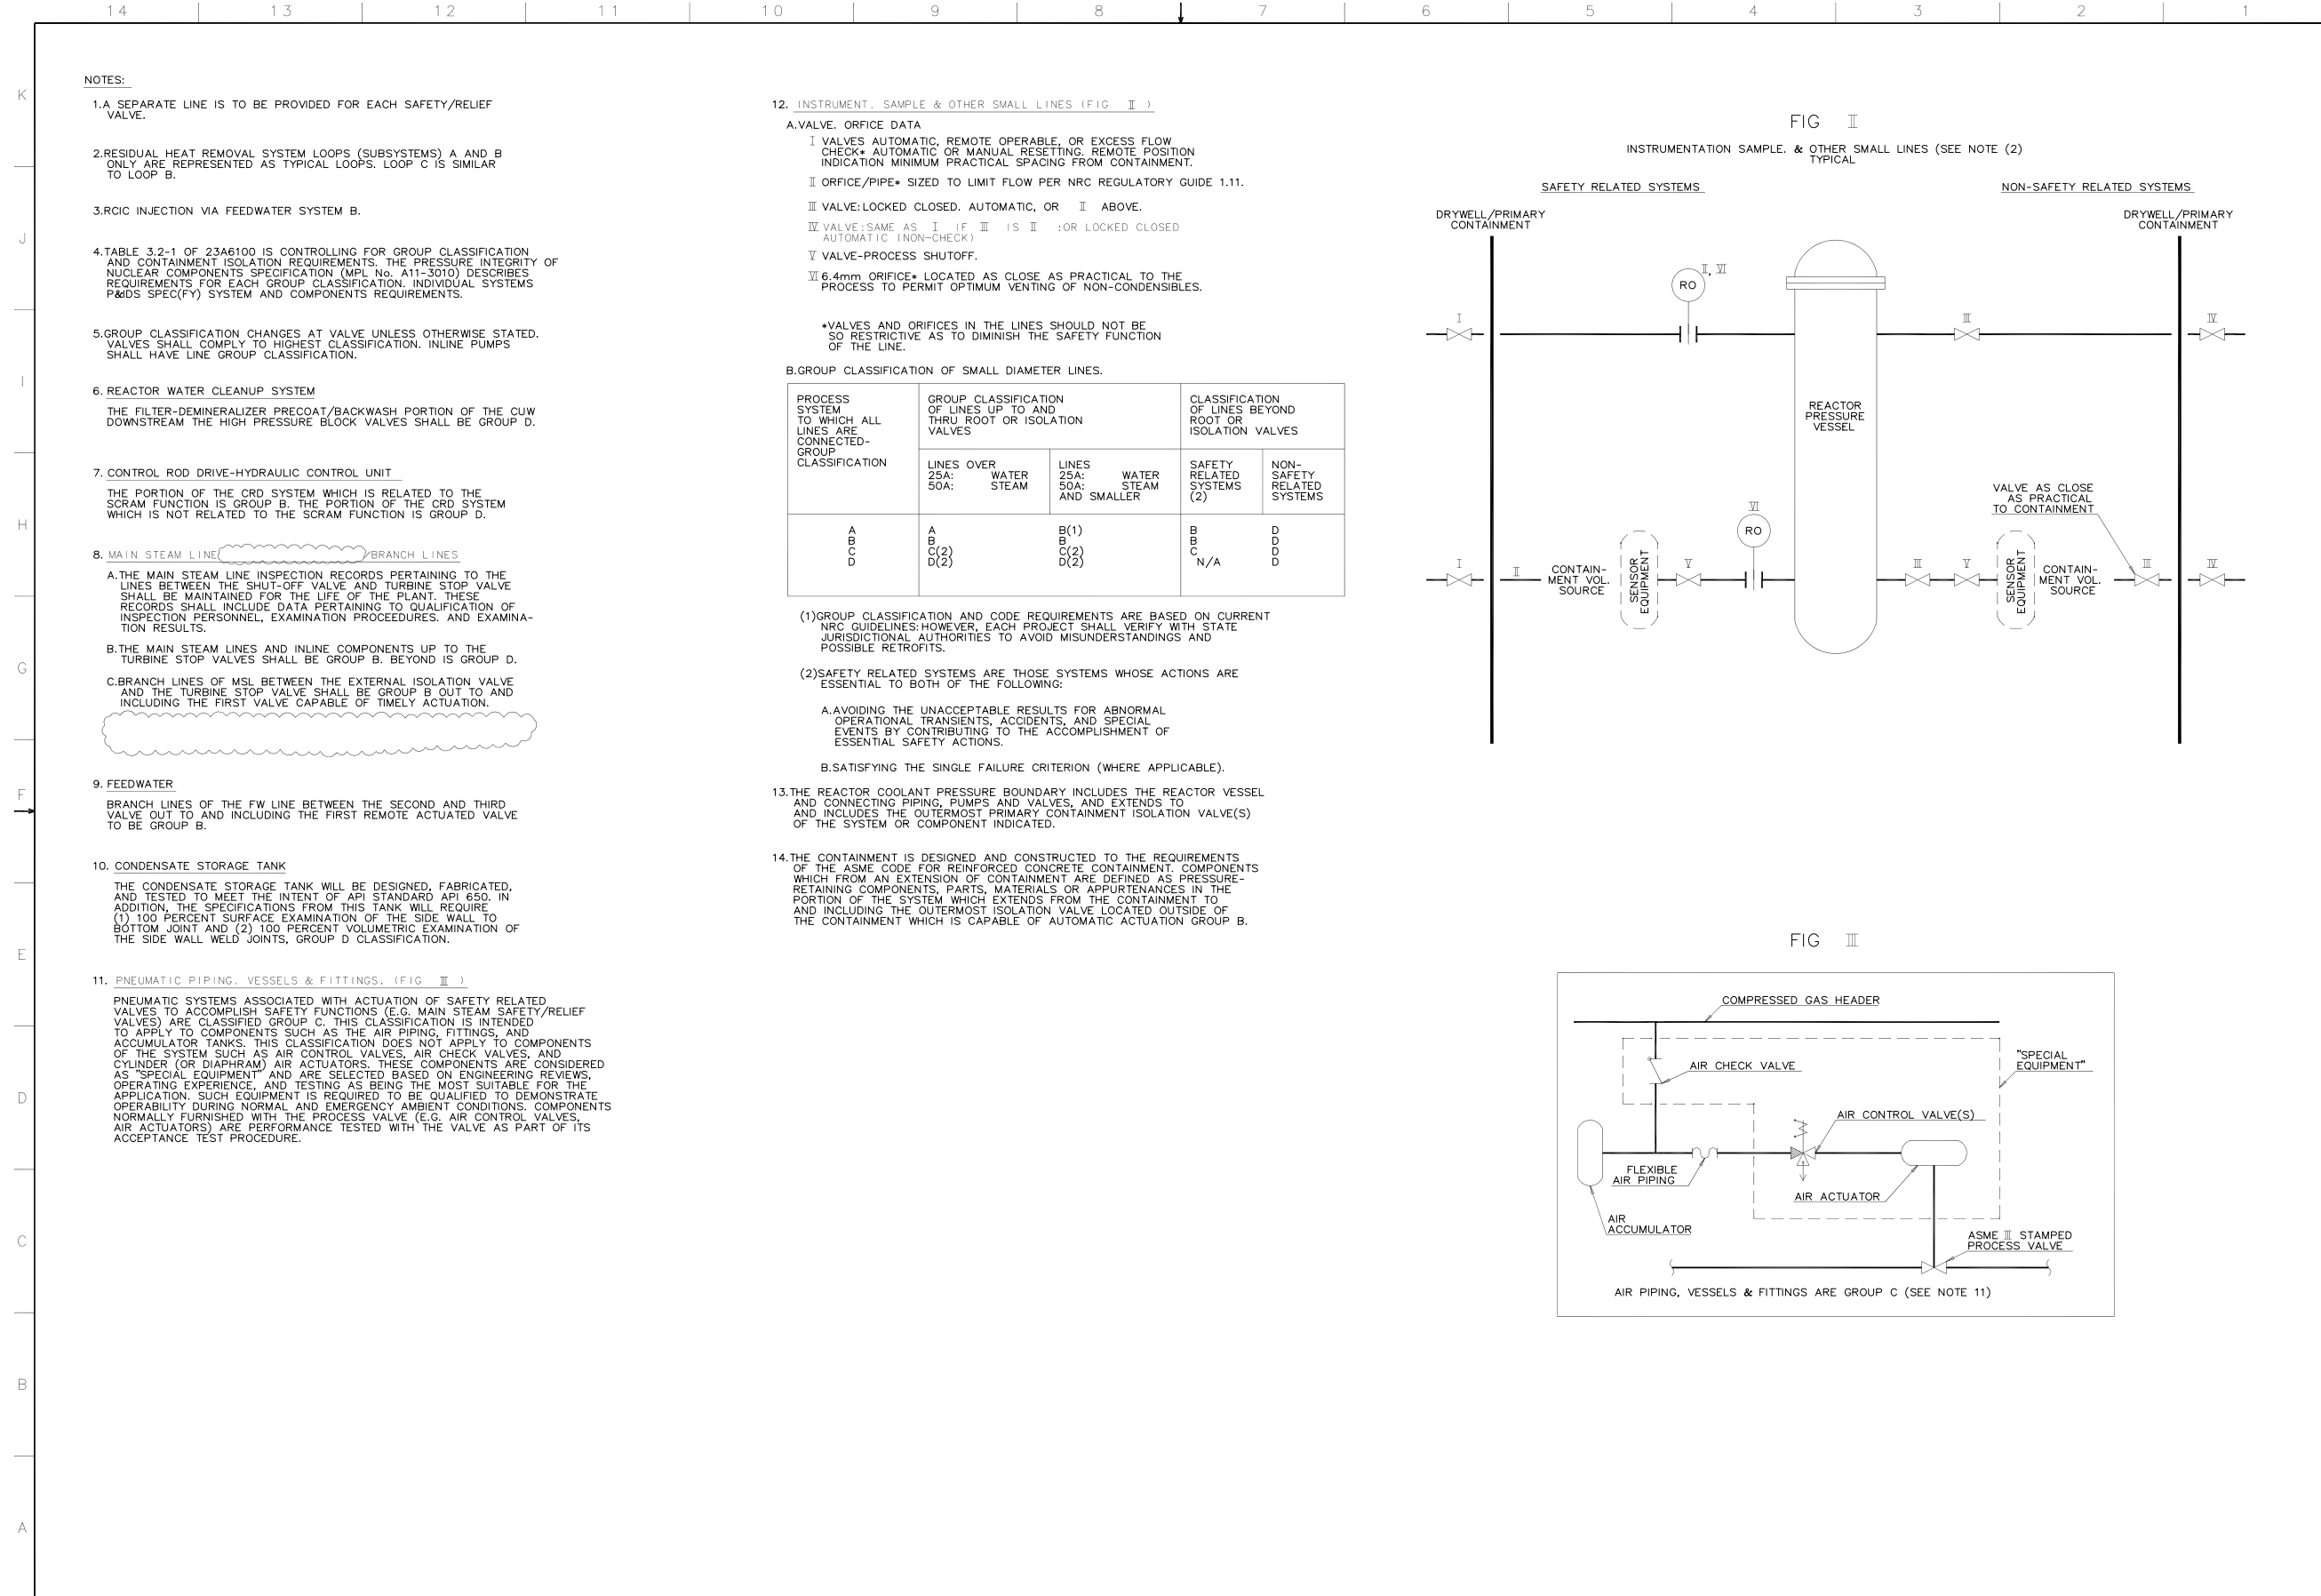 14 13 12 11 10 9 8 7 6 5 4 3 2 1
K
J
I
H
G
F
E
D
C
B
A
NOTES:
1.A SEPARATE LINE IS TO BE PROVIDED FOR EACH SAFETY/RELIEF
VALVE.
2.RESIDUAL HEAT REMOVAL SYSTEM LOOPS (SUBSYSTEMS) A AND B
ONLY ARE REPRESENTED AS TYPICAL LOOPS. LOOP C IS SIMILAR
TO LOOP B.
3.RCIC INJECTION VIA FEEDWATER SYSTEM B.
4.TABLE 3.2-1 OF 23A6100 IS CONTROLLING FOR GROUP CLASSIFICATION
AND CONTAINMENT ISOLATION REQUIREMENTS. THE PRESSURE INTEGRITY OF
NUCLEAR COMPONENTS SPECIFICATION (MPL No. A11-3010) DESCRIBES
REQUIREMENTS FOR EACH GROUP CLASSIFICATION. INDIVIDUAL SYSTEMS
P&IDS SPEC(FY) SYSTEM AND COMPONENTS REQUIREMENTS.
5.GROUP CLASSIFICATION CHANGES AT VALVE UNLESS OTHERWISE STATED.
VALVES SHALL COMPLY TO HIGHEST CLASSIFICATION. INLINE PUMPS
SHALL HAVE LINE GROUP CLASSIFICATION.
6. REACTOR WATER CLEANUP SYSTEM
THE FILTER-DEMINERALIZER PRECOAT/BACKWASH PORTION OF THE CUW
DOWNSTREAM THE HIGH PRESSURE BLOCK VALVES SHALL BE GROUP D.
7. CONTROL ROD DRIVE-HYDRAULIC CONTROL UNIT
THE PORTION OF THE CRD SYSTEM WHICH IS RELATED TO THE
SCRAM FUNCTION IS GROUP B. THE PORTION OF THE CRD SYSTEM
WHICH IS NOT RELATED TO THE SCRAM FUNCTION IS GROUP D.
8. MAIN STEAM LINE /BRANCH LINES
A.THE MAIN STEAM LINE INSPECTION RECORDS PERTAINING TO THE
LINES BETWEEN THE SHUT-OFF VALVE AND TURBINE STOP VALVE
SHALL BE MAINTAINED FOR THE LIFE OF THE PLANT. THESE
RECORDS SHALL INCLUDE DATA PERTAINING TO QUALIFICATION OF
INSPECTION PERSONNEL, EXAMINATION PROCEEDURES. AND EXAMINA-
TION RESULTS.
B.THE MAIN STEAM LINES AND INLINE COMPONENTS UP TO THE
TURBINE STOP VALVES SHALL BE GROUP B. BEYOND IS GROUP D.
C.BRANCH LINES OF MSL BETWEEN THE EXTERNAL ISOLATION VALVE
AND THE TURBINE STOP VALVE SHALL BE GROUP B OUT TO AND
INCLUDING THE FIRST VALVE CAPABLE OF TIMELY ACTUATION.
9. FEEDWATER
BRANCH LINES OF THE FW LINE BETWEEN THE SECOND AND THIRD
VALVE OUT TO AND INCLUDING THE FIRST REMOTE ACTUATED VALVE
TO BE GROUP B.
10. CONDENSATE STORAGE TANK
THE CONDENSATE STORAGE TANK WILL BE DESIGNED, FABRICATED,
AND TESTED TO MEET THE INTENT OF API STANDARD API 650. IN
ADDITION, THE SPECIFICATIONS FROM THIS TANK WILL REQUIRE
(1) 100 PERCENT SURFACE EXAMINATION OF THE SIDE WALL TO
BOTTOM JOINT AND (2) 100 PERCENT VOLUMETRIC EXAMINATION OF
THE SIDE WALL WELD JOINTS, GROUP D CLASSIFICATION.
11. PNEUMATIC PIPING. VESSELS & FITTINGS. (FIG III )
PNEUMATIC SYSTEMS ASSOCIATED WITH ACTUATION OF SAFETY RELATED
VALVES TO ACCOMPLISH SAFETY FUNCTIONS (E.G. MAIN STEAM SAFETY/RELIEF
VALVES) ARE CLASSIFIED GROUP C. THIS CLASSIFICATION IS INTENDED
TO APPLY TO COMPONENTS SUCH AS THE AIR PIPING, FITTINGS, AND
ACCUMULATOR TANKS. THIS CLASSIFICATION DOES NOT APPLY TO COMPONENTS
OF THE SYSTEM SUCH AS AIR CONTROL VALVES, AIR CHECK VALVES, AND
CYLINDER (OR DIAPHRAM) AIR ACTUATORS. THESE COMPONENTS ARE CONSIDERED
AS "SPECIAL EQUIPMENT" AND ARE SELECTED BASED ON ENGINEERING REVIEWS,
OPERATING EXPERIENCE, AND TESTING AS BEING THE MOST SUITABLE FOR THE
APPLICATION. SUCH EQUIPMENT IS REQUIRED TO BE QUALIFIED TO DEMONSTRATE
OPERABILITY DURING NORMAL AND EMERGENCY AMBIENT CONDITIONS. COMPONENTS
NORMALLY FURNISHED WITH THE PROCESS VALVE (E.G. AIR CONTROL VALVES,
AIR ACTUATORS) ARE PERFORMANCE TESTED WITH THE VALVE AS PART OF ITS
ACCEPTANCE TEST PROCEDURE.
12. INSTRUMENT. SAMPLE & OTHER SMALL LINES (FIG II )
A.VALVE. ORFICE DATA
I VALVES AUTOMATIC, REMOTE OPERABLE, OR EXCESS FLOW
CHECK* AUTOMATIC OR MANUAL RESETTING. REMOTE POSITION
INDICATION MINIMUM PRACTICAL SPACING FROM CONTAINMENT.
II ORFICE/PIPE* SIZED TO LIMIT FLOW PER NRC REGULATORY GUIDE 1.11.
III VALVE:LOCKED CLOSED. AUTOMATIC, OR II ABOVE.
IV VALVE:SAME AS I IF III IS II :OR LOCKED CLOSED
AUTOMATIC (NON-CHECK)
V VALVE-PROCESS SHUTOFF.
VI 6.4mm ORIFICE* LOCATED AS CLOSE AS PRACTICAL TO THE
PROCESS TO PERMIT OPTIMUM VENTING OF NON-CONDENSIBLES.
*VALVES AND ORIFICES IN THE LINES SHOULD NOT BE
SO RESTRICTIVE AS TO DIMINISH THE SAFETY FUNCTION
OF THE LINE.
B.GROUP CLASSIFICATION OF SMALL DIAMETER LINES.
PROCESS
SYSTEM
TO WHICH ALL
LINES ARE
CONNECTED-
GROUP
CLASSIFICATION
GROUP CLASSIFICATION
OF LINES UP TO AND
THRU ROOT OR ISOLATION
VALVES
CLASSIFICATION
OF LINES BEYOND
ROOT OR
ISOLATION VALVES
LINES OVER
25A: WATER
50A: STEAM
LINES
25A: WATER
50A: STEAM
AND SMALLER
SAFETY
RELATED
SYSTEMS
(2)
NON-
SAFETY
RELATED
SYSTEMS
A A B(1) B D
B B B B D
C C(2) C(2) C D
D D(2) D(2) N/A D
(1)GROUP CLASSIFICATION AND CODE REQUIREMENTS ARE BASED ON CURRENT
NRC GUIDELINES:HOWEVER, EACH PROJECT SHALL VERIFY WITH STATE
JURISDICTIONAL AUTHORITIES TO AVOID MISUNDERSTANDINGS AND
POSSIBLE RETROFITS.
(2)SAFETY RELATED SYSTEMS ARE THOSE SYSTEMS WHOSE ACTIONS ARE
ESSENTIAL TO BOTH OF THE FOLLOWING:
A.AVOIDING THE UNACCEPTABLE RESULTS FOR ABNORMAL
OPERATIONAL TRANSIENTS, ACCIDENTS, AND SPECIAL
EVENTS BY CONTRIBUTING TO THE ACCOMPLISHMENT OF
ESSENTIAL SAFETY ACTIONS.
B.SATISFYING THE SINGLE FAILURE CRITERION (WHERE APPLICABLE).
13.THE REACTOR COOLANT PRESSURE BOUNDARY INCLUDES THE REACTOR VESSEL
AND CONNECTING PIPING, PUMPS AND VALVES, AND EXTENDS TO
AND INCLUDES THE OUTERMOST PRIMARY CONTAINMENT ISOLATION VALVE(S)
OF THE SYSTEM OR COMPONENT INDICATED.
14.THE CONTAINMENT IS DESIGNED AND CONSTRUCTED TO THE REQUIREMENTS
OF THE ASME CODE FOR REINFORCED CONCRETE CONTAINMENT. COMPONENTS
WHICH FROM AN EXTENSION OF CONTAINMENT ARE DEFINED AS PRESSURE-
RETAINING COMPONENTS, PARTS, MATERIALS OR APPURTENANCES IN THE
PORTION OF THE SYSTEM WHICH EXTENDS FROM THE CONTAINMENT TO
AND INCLUDING THE OUTERMOST ISOLATION VALVE LOCATED OUTSIDE OF
THE CONTAINMENT WHICH IS CAPABLE OF AUTOMATIC ACTUATION GROUP B.
FIG II
INSTRUMENTATION SAMPLE. & OTHER SMALL LINES (SEE NOTE (2)
TYPICAL
SAFETY RELATED SYSTEMS
NON-SAFETY RELATED SYSTEMS
DRYWELL/PRIMARY
CONTAINMENT
DRYWELL/PRIMARY
CONTAINMENT
II, VI
RO
I
III
IV
REACTOR
PRESSURE
VESSEL
VALVE AS CLOSE
AS PRACTICAL
TO CONTAINMENT
VI
RO
I
II
CONTAIN-
MENT VOL.
SOURCE
SENSOR
EQUIPMENT
V
III
V
SENSOR
EQUIPMENT
CONTAIN-
MENT VOL.
SOURCE
III
IV
FIG III
COMPRESSED GAS HEADER
"SPECIAL
EQUIPMENT"
AIR CHECK VALVE
AIR CONTROL VALVE(S)
FLEXIBLE
AIR PIPING
AIR ACTUATOR
AIR
ACCUMULATOR
ASME III STAMPED
PROCESS VALVE
AIR PIPING, VESSELS & FITTINGS ARE GROUP C (SEE NOTE 11)